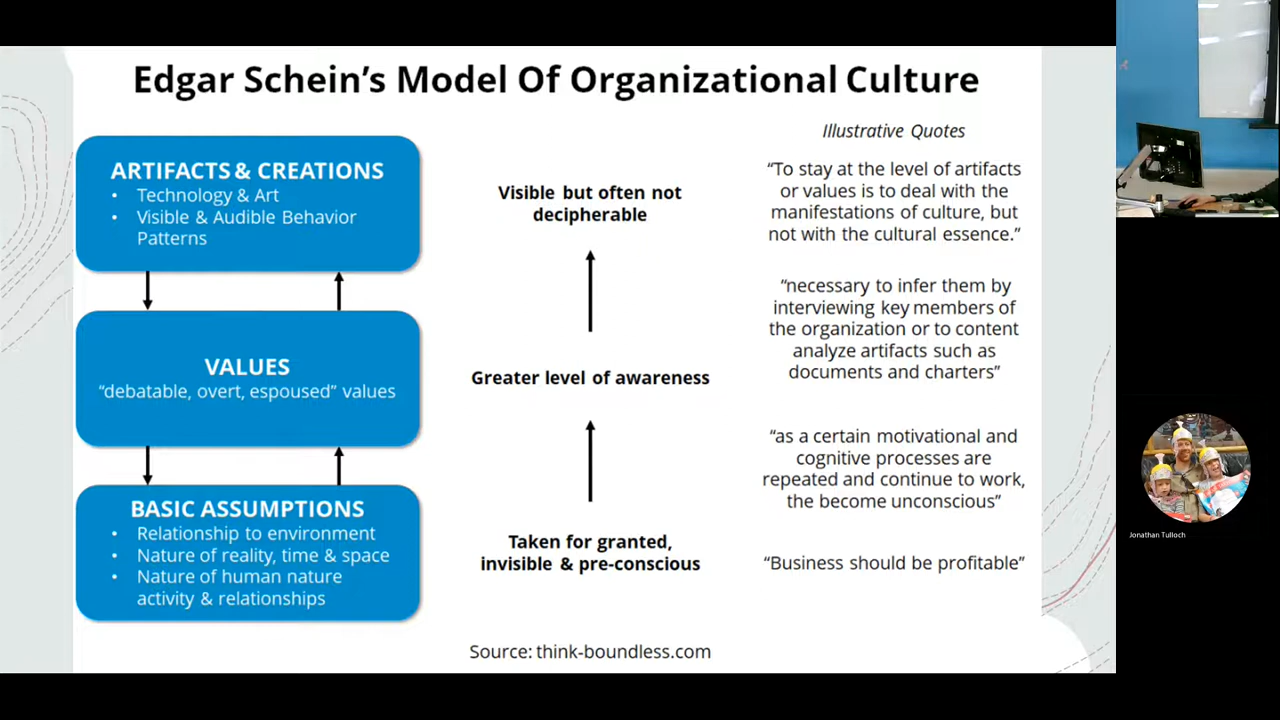 Edgar Schein's Model Of Organizational Culture
ARTIFACTS & CREATIONS
• Technology & Art
• Visible & Audible Behavior
Patterns
VALUES
"debatable, overt, espoused" values
BASIC ASSUMPTIONS
• Relationship to environment
• Nature of reality, time & space
• Nature of human nature
activity & relationships
Visible but often not
decipherable
Greater level of awareness
Taken for granted,
invisible & pre-conscious
Illustrative Quotes
"To stay at the level of artifacts
or values is to deal with the
manifestations of culture, but
not with the cultural essence."
"necessary to infer them by
interviewing key members of
the organization or to content
analyze artifacts such as
documents and charters"
"as a certain motivational and
cognitive processes are
repeated and continue to work,
the become unconscious"
"Business should be profitable"
Source: think-boundless.com
Jonathan Tulloch